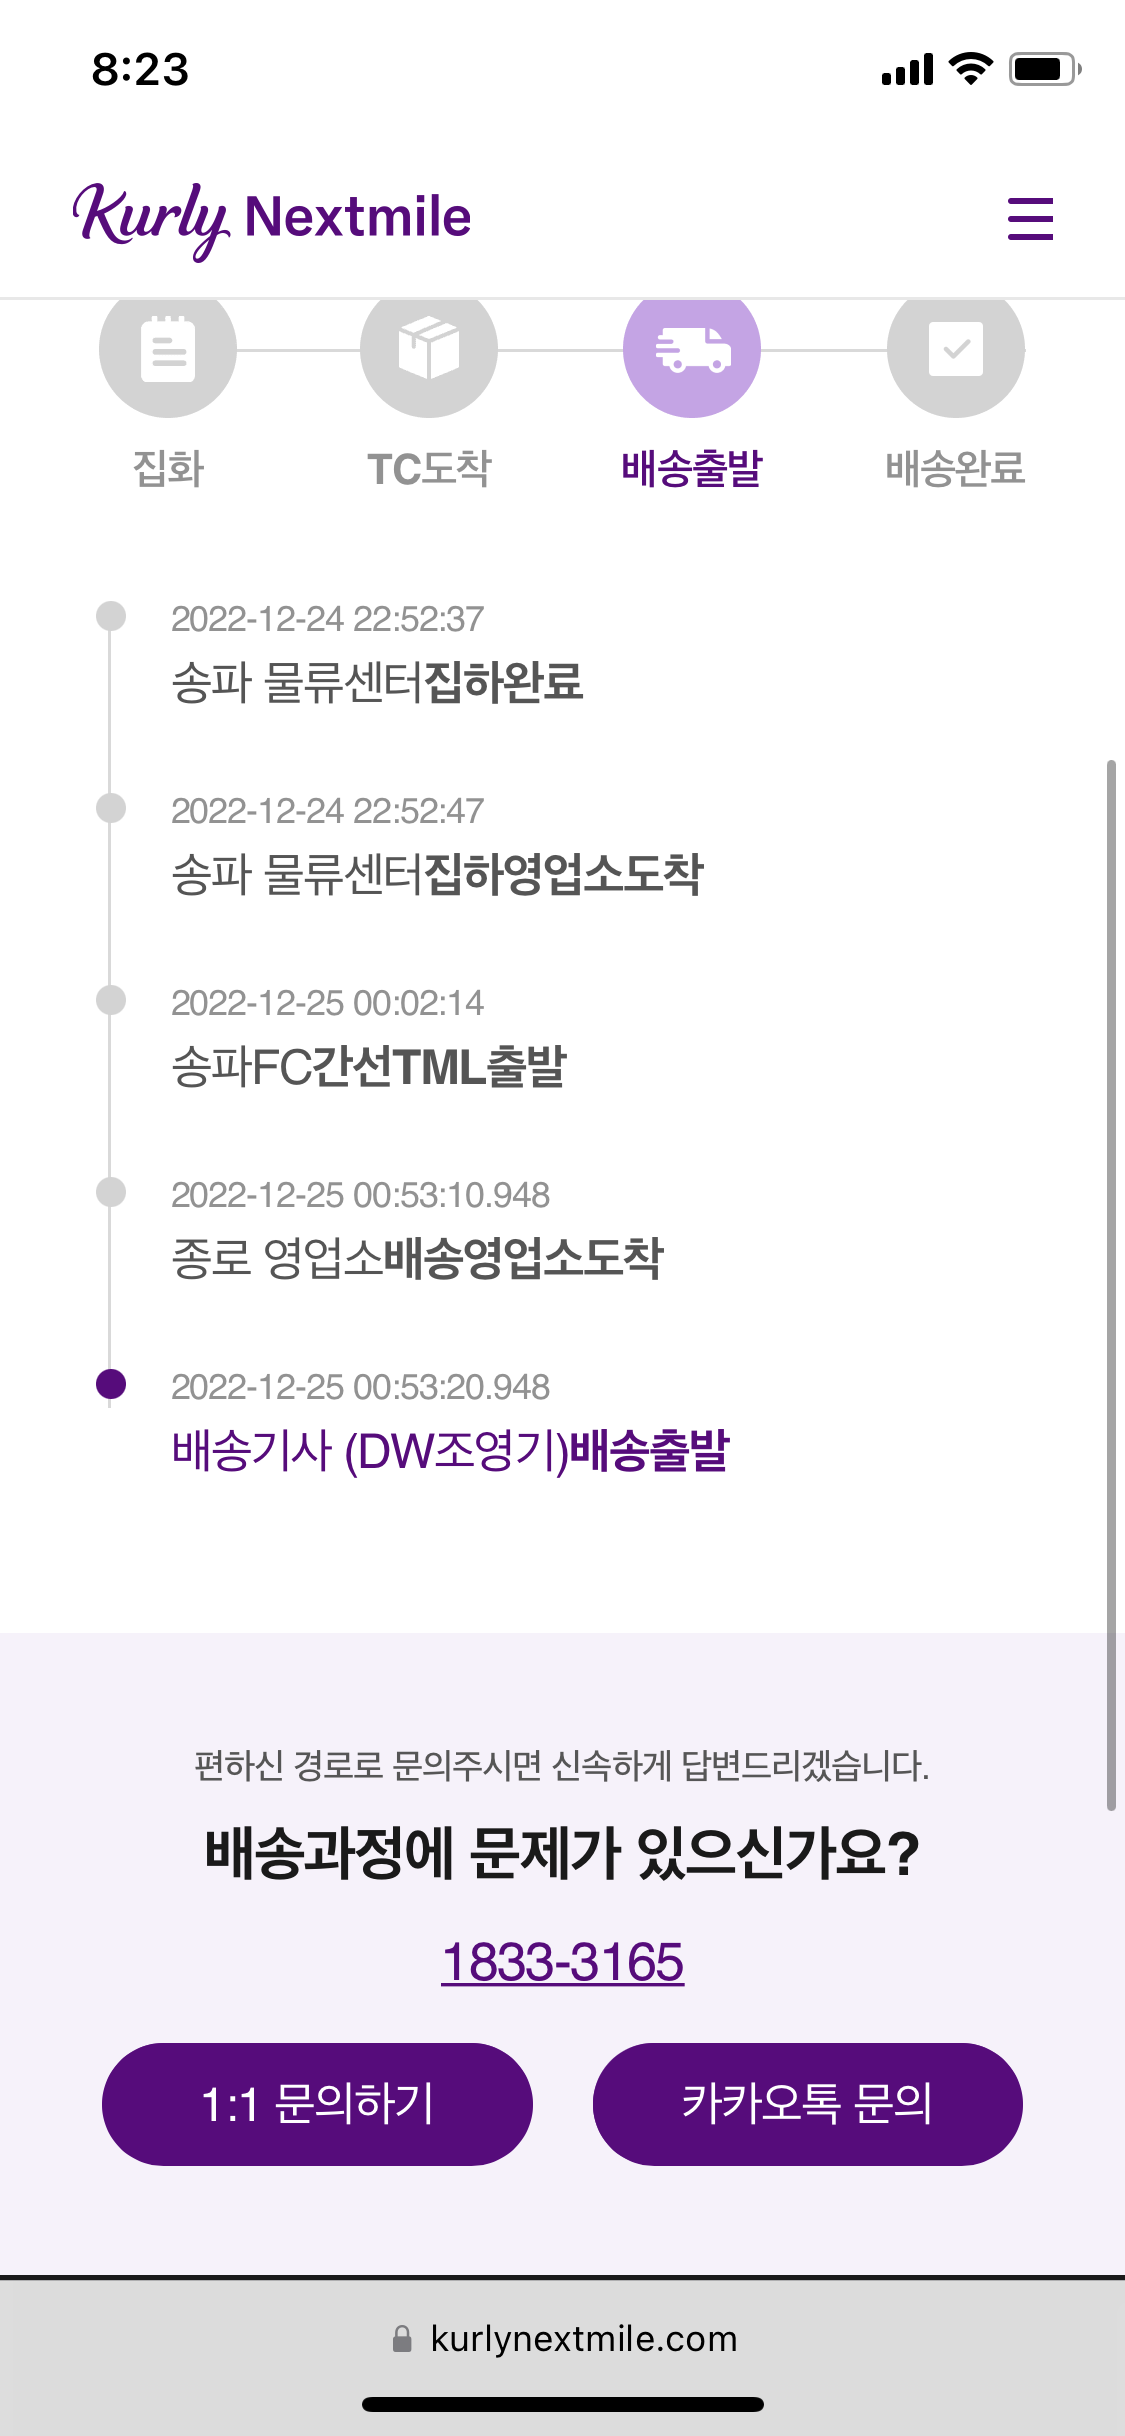 8:23
Kurly Nextmile
집화
TC도착
배송출발
배송완료
2022-12-24 22:52:37
송파 물류센터집하완료
2022-12-24 22:52:47
송파 물류센터집하영업소도착
2022-12-25 00:02:14
송파FC간선TML출발
2022-12-25 00:53:10.948
종로 영업소배송영업소도착
2022-12-25 00:53:20.948
배송기사 (DW조영기)배송출발
편하신 경로로 문의주시면 신속하게 답변드리겠습니다.
배송과정에 문제가 있으신가요?
1833-3165
1:1 문의하기
카카오톡 문의
kurlynextmile.com